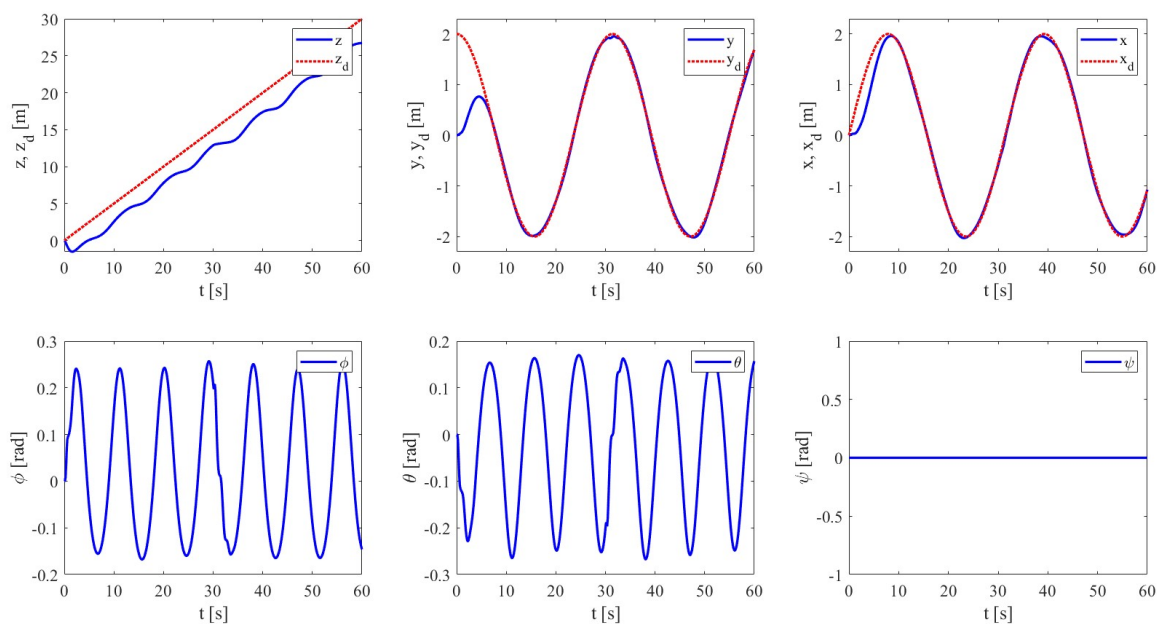 z, z_d [m]
30
25
20
15
10
5
0
z
z_d
0 10 20 30 40 50 60
t [s]
y, y_d [m]
2
1
0
-1
-2
y
y_d
0 10 20 30 40 50 60
t [s]
x, x_d [m]
2
1
0
-1
-2
x
x_d
0 10 20 30 40 50 60
t [s]
ϕ [rad]
0.3
0.2
0.1
0
-0.1
-0.2
ϕ
0 10 20 30 40 50 60
t [s]
θ [rad]
0.2
0.1
0
-0.1
-0.2
-0.3
θ
0 10 20 30 40 50 60
t [s]
ψ [rad]
1
0.5
0
-0.5
-1
ψ
0 10 20 30 40 50 60
t [s]